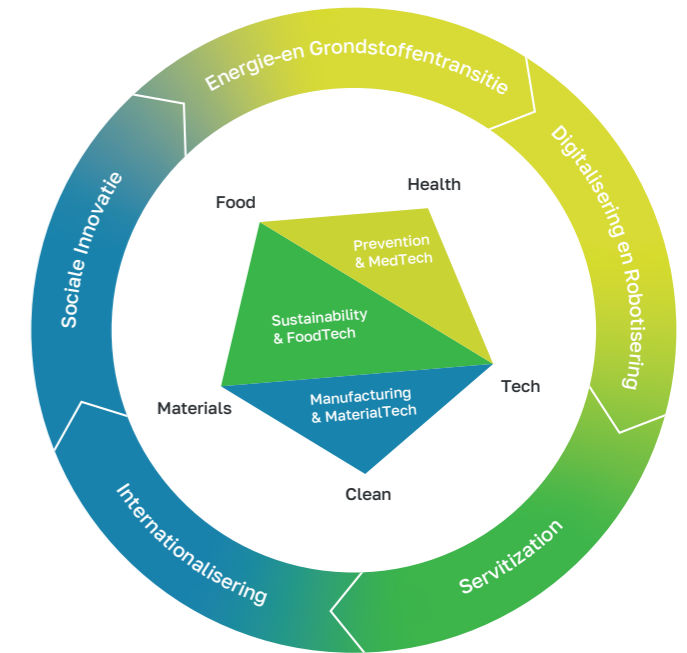 Energie-en Grondstoffentransitie
Digitalisering en Robotisering
Servitization
Internationalisering
Sociale Innovatie
Food
Health
Prevention
& MedTech
Sustainability
& FoodTech
Manufacturing
& MaterialTech
Materials
Tech
Clean